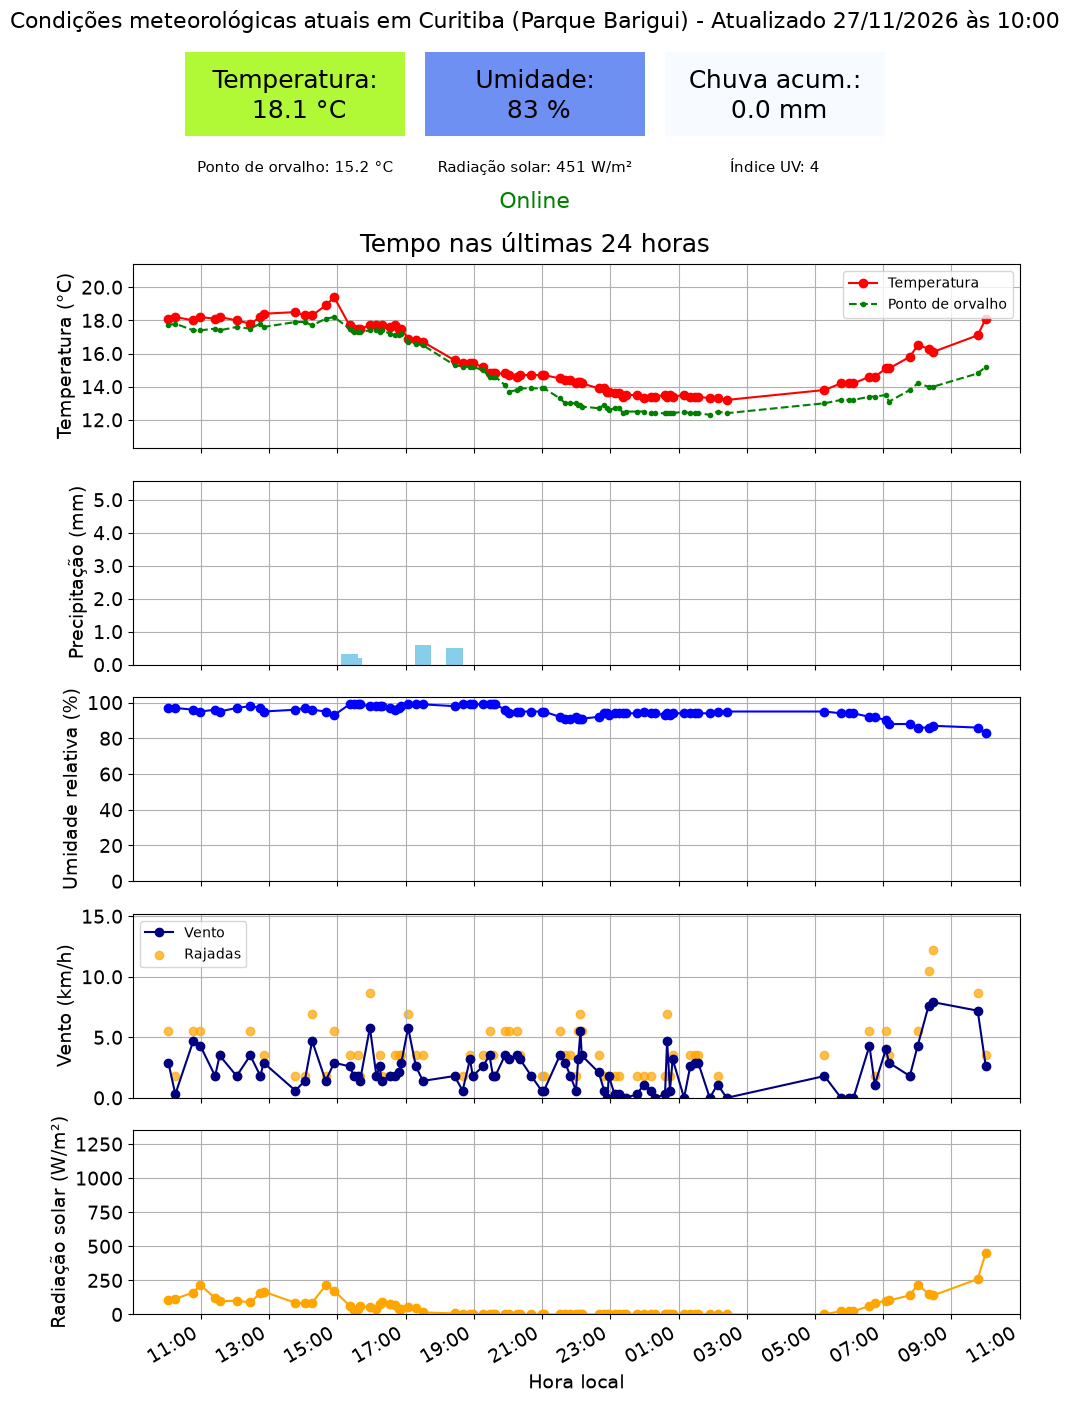 Condições meteorológicas atuais em Curitiba (Parque Barigui) - Atualizado 27/11/2026 às 10:00
Temperatura:
18.1 °C
Umidade:
83 %
Chuva acum.:
0.0 mm
Ponto de orvalho: 15.2 °C
Radiação solar: 451 W/m²
Índice UV: 4
Online
Tempo nas últimas 24 horas
Temperatura (°C)
20.0
18.0
16.0
14.0
12.0
Temperatura
Ponto de orvalho
Precipitação (mm)
5.0
4.0
3.0
2.0
1.0
0.0
Umidade relativa (%)
100
80
60
40
20
0
Vento (km/h)
15.0
10.0
5.0
0.0
Vento
Rajadas
Radiação solar (W/m²)
1250
1000
750
500
250
0
11:00
13:00
15:00
17:00
19:00
21:00
23:00
01:00
03:00
05:00
07:00
09:00
11:00
Hora local